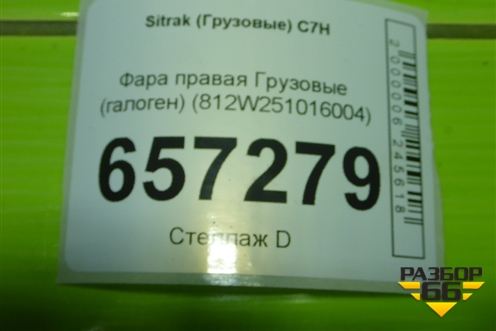 Sitrak (Грузовые) C7H
Фара правая Грузовые
(галоген) (812W251016004)
657279
Стеллаж D
2000006245618
РАЗБОР
66